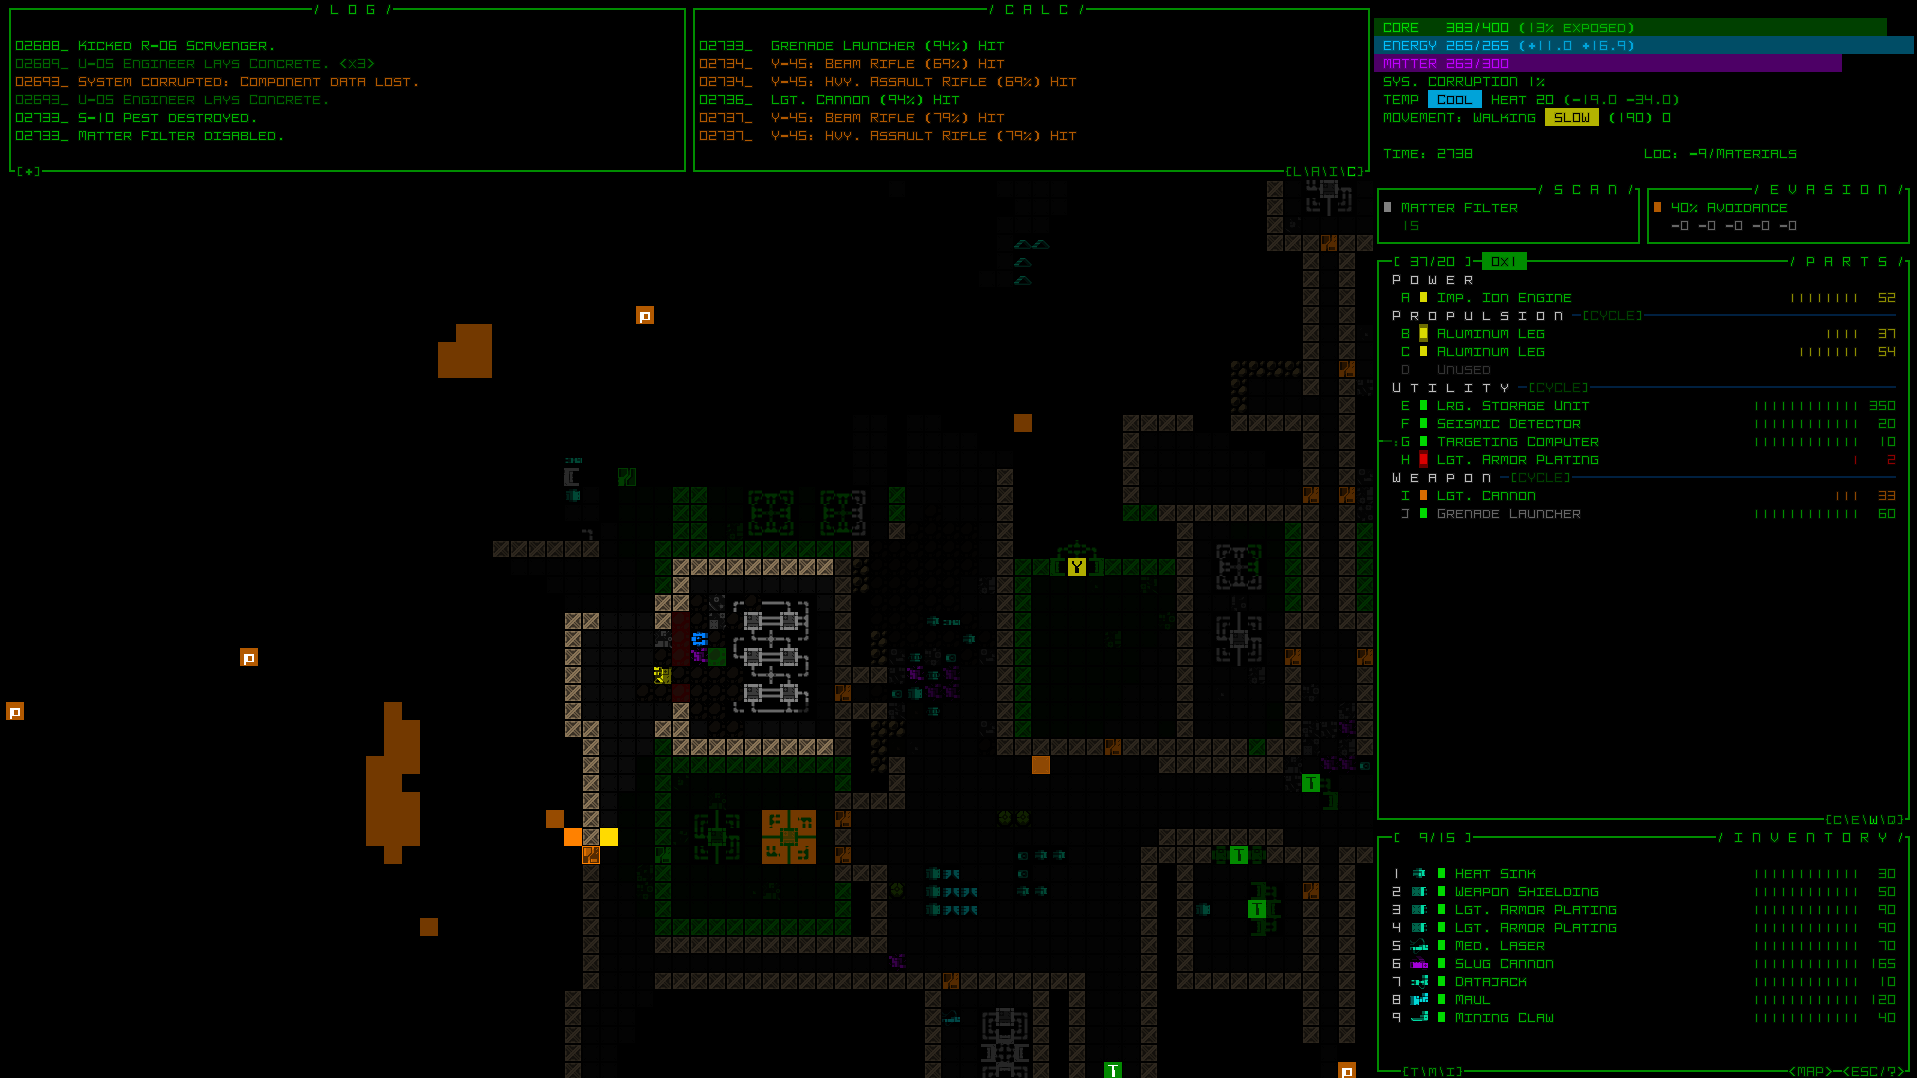 / L O G /
02688_ KICKED R-06 SCAVENGER.
02689_ U-05 ENGINEER LAYS CONCRETE. <X3>
02693_ SYSTEM CORRUPTED: COMPONENT DATA LOST.
02693_ U-05 ENGINEER LAYS CONCRETE.
02733_ S-10 PEST DESTROYED.
02733_ MATTER FILTER DISABLED.
[+]
/ C A L C /
02733_ GRENADE LAUNCHER (94%) HIT
02734_ Y-45: BEAM RIFLE (69%) HIT
02734_ Y-45: HVY. ASSAULT RIFLE (69%) HIT
02736_ LGT. CANNON (94%) HIT
02737_ Y-45: BEAM RIFLE (79%) HIT
02737_ Y-45: HVY. ASSAULT RIFLE (79%) HIT
[L\A\I\C]
CORE 383/400 (13% EXPOSED)
ENERGY 265/265 (+11.0 +16.9)
MATTER 263/300
SYS. CORRUPTION 1%
TEMP COOL HEAT 20 (-19.0 -34.0)
MOVEMENT: WALKING SLOW (190) 0
TIME: 2738 LOC: -9/MATERIALS
/ S C A N /
MATTER FILTER
15
/ E V A S I O N /
40% AVOIDANCE
-0 -0 -0 -0 -0
[ 37/20 ] 0X1 / P A R T S /
P O W E R
A IMP. ION ENGINE 52
P R O P U L S I O N [CYCLE]
B ALUMINUM LEG 37
C ALUMINUM LEG 54
D UNUSED
U T I L I T Y [CYCLE]
E LRG. STORAGE UNIT 350
F SEISMIC DETECTOR 20
G TARGETING COMPUTER 10
H LGT. ARMOR PLATING 2
W E A P O N [CYCLE]
I LGT. CANNON 33
J GRENADE LAUNCHER 60
[C\E\W\Q]
[ 9/15 ] / I N V E N T O R Y /
1 HEAT SINK 30
2 WEAPON SHIELDING 50
3 LGT. ARMOR PLATING 90
4 LGT. ARMOR PLATING 90
5 MED. LASER 70
6 SLUG CANNON 165
7 DATAJACK 10
8 MAUL 120
9 MINING CLAW 40
[T\M\I] <MAP> <ESC/?>
P
Y
P
P
T
T
T
T
P